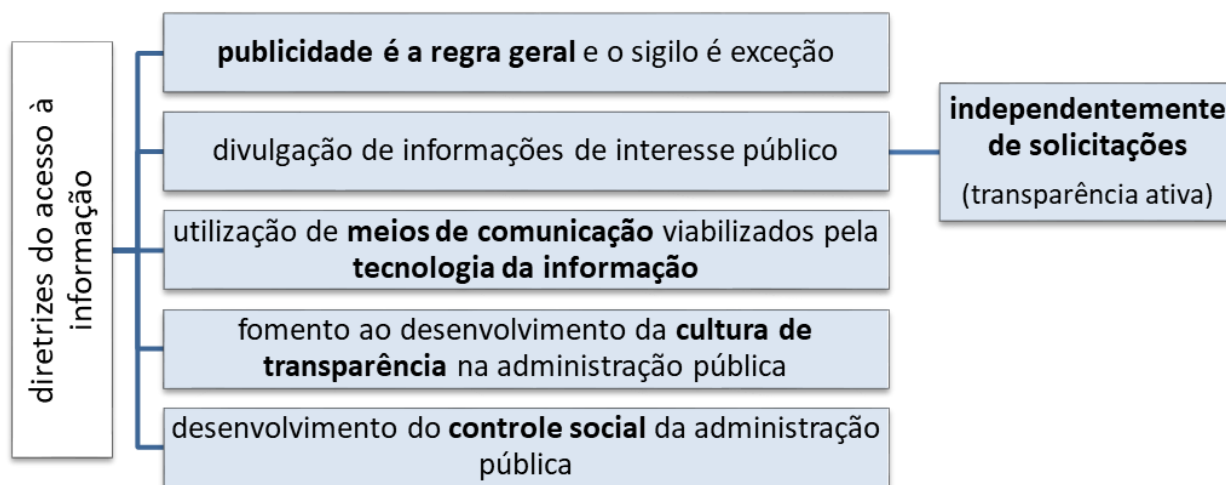 diretrizes do acesso à
informação
publicidade é a regra geral e o sigilo é exceção
divulgação de informações de interesse público
independentemente
de solicitações
(transparência ativa)
utilização de meios de comunicação viabilizados pela
tecnologia da informação
fomento ao desenvolvimento da cultura de
transparência na administração pública
desenvolvimento do controle social da administração
pública